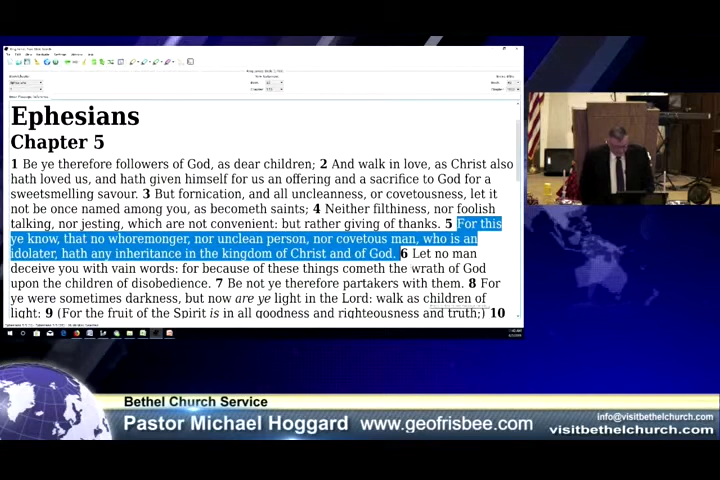 Ephesians
Chapter 5
1 Be ye therefore followers of God, as dear children; 2 And walk in love, as Christ also
hath loved us, and hath given himself for us an offering and a sacrifice to God for a
sweetsmelling savour. 3 But fornication, and all uncleanness, or covetousness, let it
not be once named among you, as becometh saints; 4 Neither filthiness, nor foolish
talking, nor jesting, which are not convenient: but rather giving of thanks. 5 For this
ye know, that no whoremonger, nor unclean person, nor covetous man, who is an
idolater, hath any inheritance in the kingdom of Christ and of God. 6 Let no man
deceive you with vain words: for because of these things cometh the wrath of God
upon the children of disobedience. 7 Be not ye therefore partakers with them. 8 For
ye were sometimes darkness, but now are ye light in the Lord: walk as children of
light: 9 (For the fruit of the Spirit is in all goodness and righteousness and truth;) 10
Bethel Church Service
Pastor Michael Hoggard www.geofrisbee.com
info@visitbethelchurch.com
visitbethelchurch.com